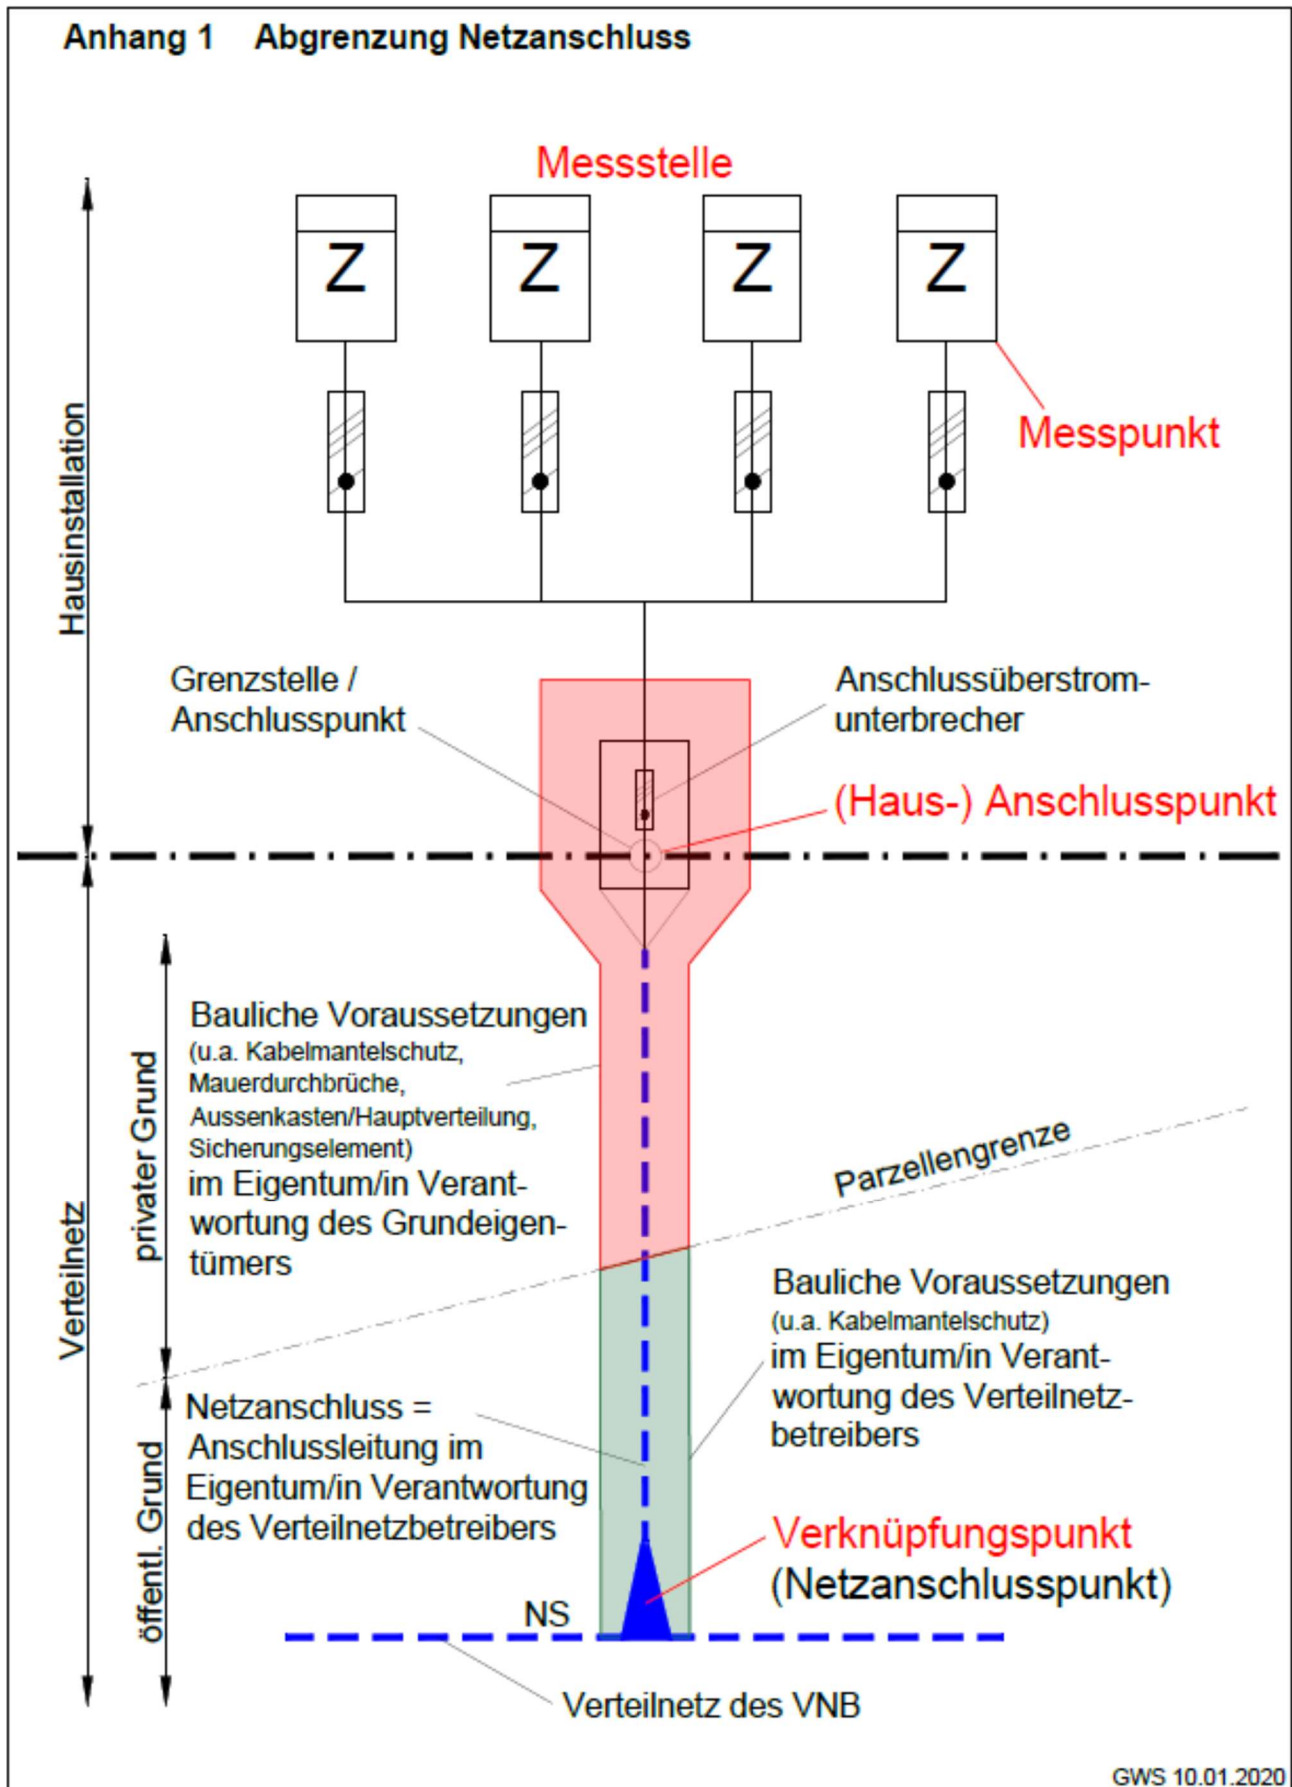 Anhang 1 Abgrenzung Netzanschluss
Messstelle
Z
Z
Z
Z
Messpunkt
Hausinstallation
Grenzstelle /
Anschlusspunkt
Anschlussüberstrom-
unterbrecher
(Haus-) Anschlusspunkt
Bauliche Voraussetzungen
(u.a. Kabelmantelschutz,
Mauerdurchbrüche,
Aussenkasten/Hauptverteilung,
Sicherungselement)
im Eigentum/in Verant-
wortung des Grundeigen-
tümers
privater Grund
Verteilnetz
Parzellengrenze
Bauliche Voraussetzungen
(u.a. Kabelmantelschutz)
im Eigentum/in Verant-
wortung des Verteilnetz-
betreibers
Netzanschluss =
Anschlussleitung im
Eigentum/in Verantwortung
des Verteilnetzbetreibers
öffentl. Grund
Verknüpfungspunkt
(Netzanschlusspunkt)
NS
Verteilnetz des VNB
GWS 10.01.2020